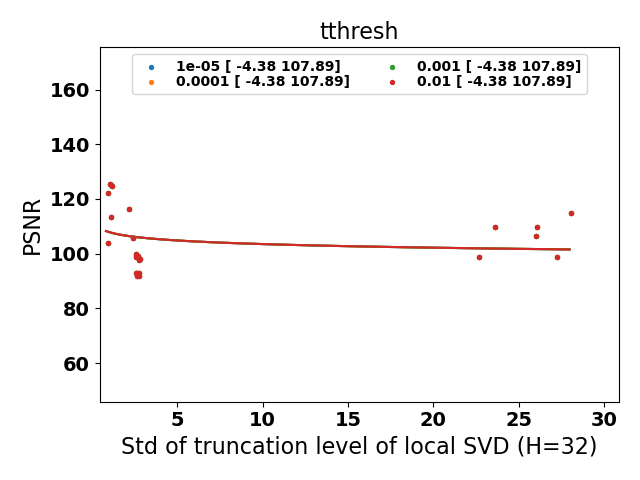 tthresh
1e-05 [ -4.38 107.89]
0.0001 [ -4.38 107.89]
0.001 [ -4.38 107.89]
0.01 [ -4.38 107.89]
PSNR
160
140
120
100
80
60
5 10 15 20 25 30
Std of truncation level of local SVD (H=32)